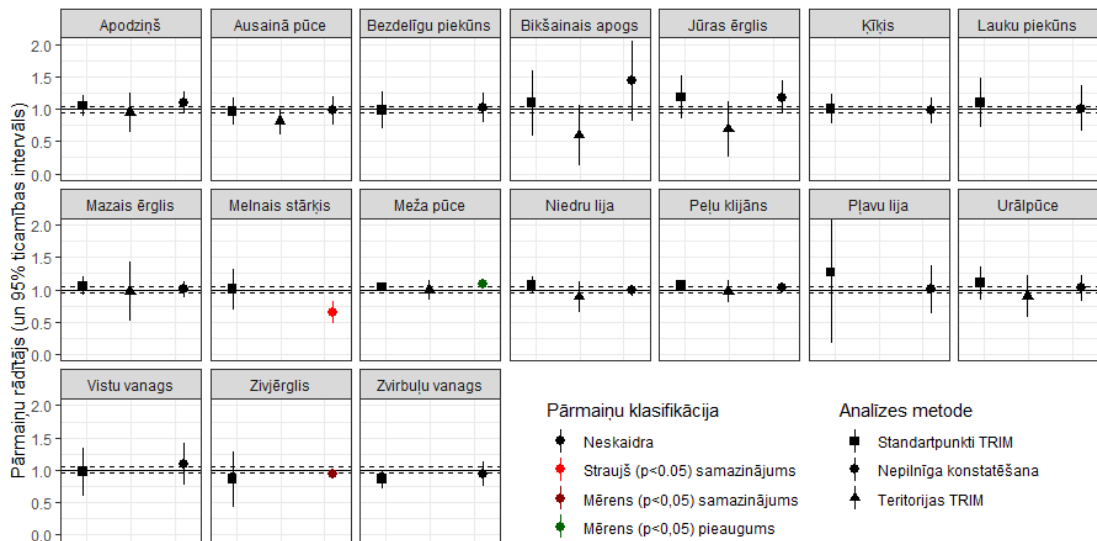 Pārmaiņu rādītājs (un 95% ticamības intervāls)
Apodziņš
Ausainā pūce
Bezdelīgu piekūns
Bikšainais apogs
Jūras ērglis
Ķīķis
Lauku piekūns
2.0
1.5
1.0
0.5
0.0
Mazais ērglis
Melnais stārķis
Meža pūce
Niedru lija
Peļu klijāns
Pļavu lija
Urālpūce
2.0
1.5
1.0
0.5
0.0
Vistu vanags
Zivjērglis
Zvirbuļu vanags
2.0
1.5
1.0
0.5
0.0
Pārmaiņu klasifikācija
Neskaidra
Straujš (p<0.05) samazinājums
Mērens (p<0,05) samazinājums
Mērens (p<0,05) pieaugums
Analīzes metode
Standartpunkti TRIM
Nepilnīga konstatēšana
Teritorijas TRIM